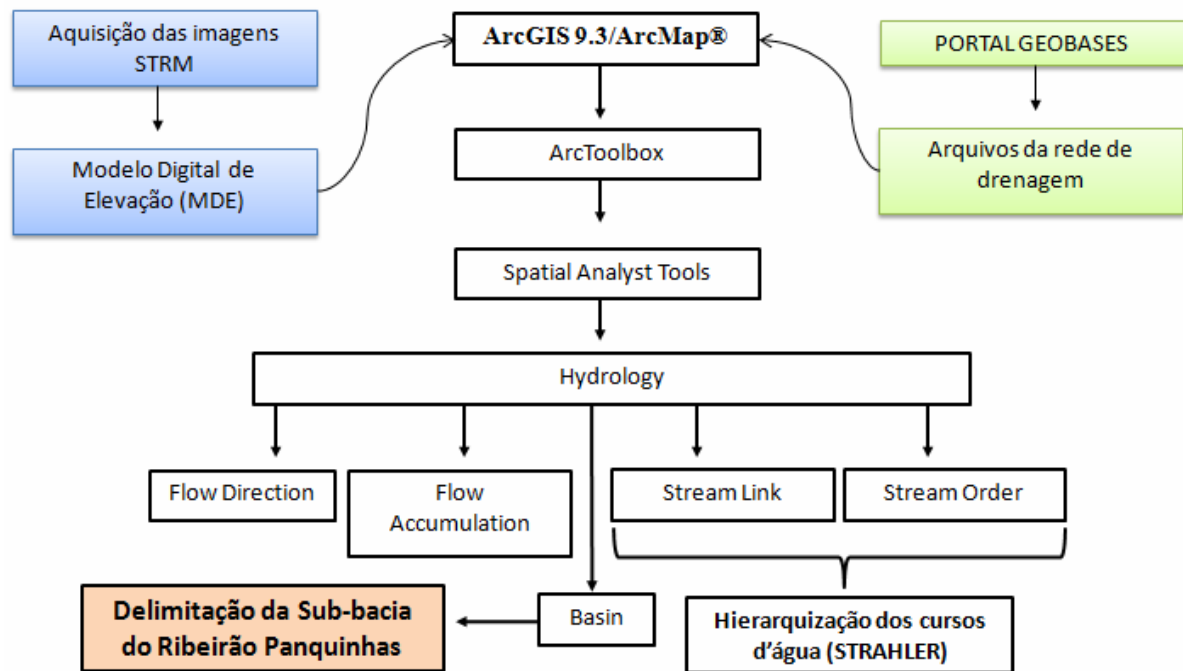 Aquisição das imagens
STRM
ArcGIS 9.3/ArcMap®
PORTAL GEOBASES
Modelo Digital de
Elevação (MDE)
ArcToolbox
Arquivos da rede de
drenagem
Spatial Analyst Tools
Hydrology
Flow Direction
Flow
Accumulation
Stream Link
Stream Order
Delimitação da Sub-bacia
do Ribeirão Panquinhas
Basin
Hierarquização dos cursos
d’água (STRAHLER)